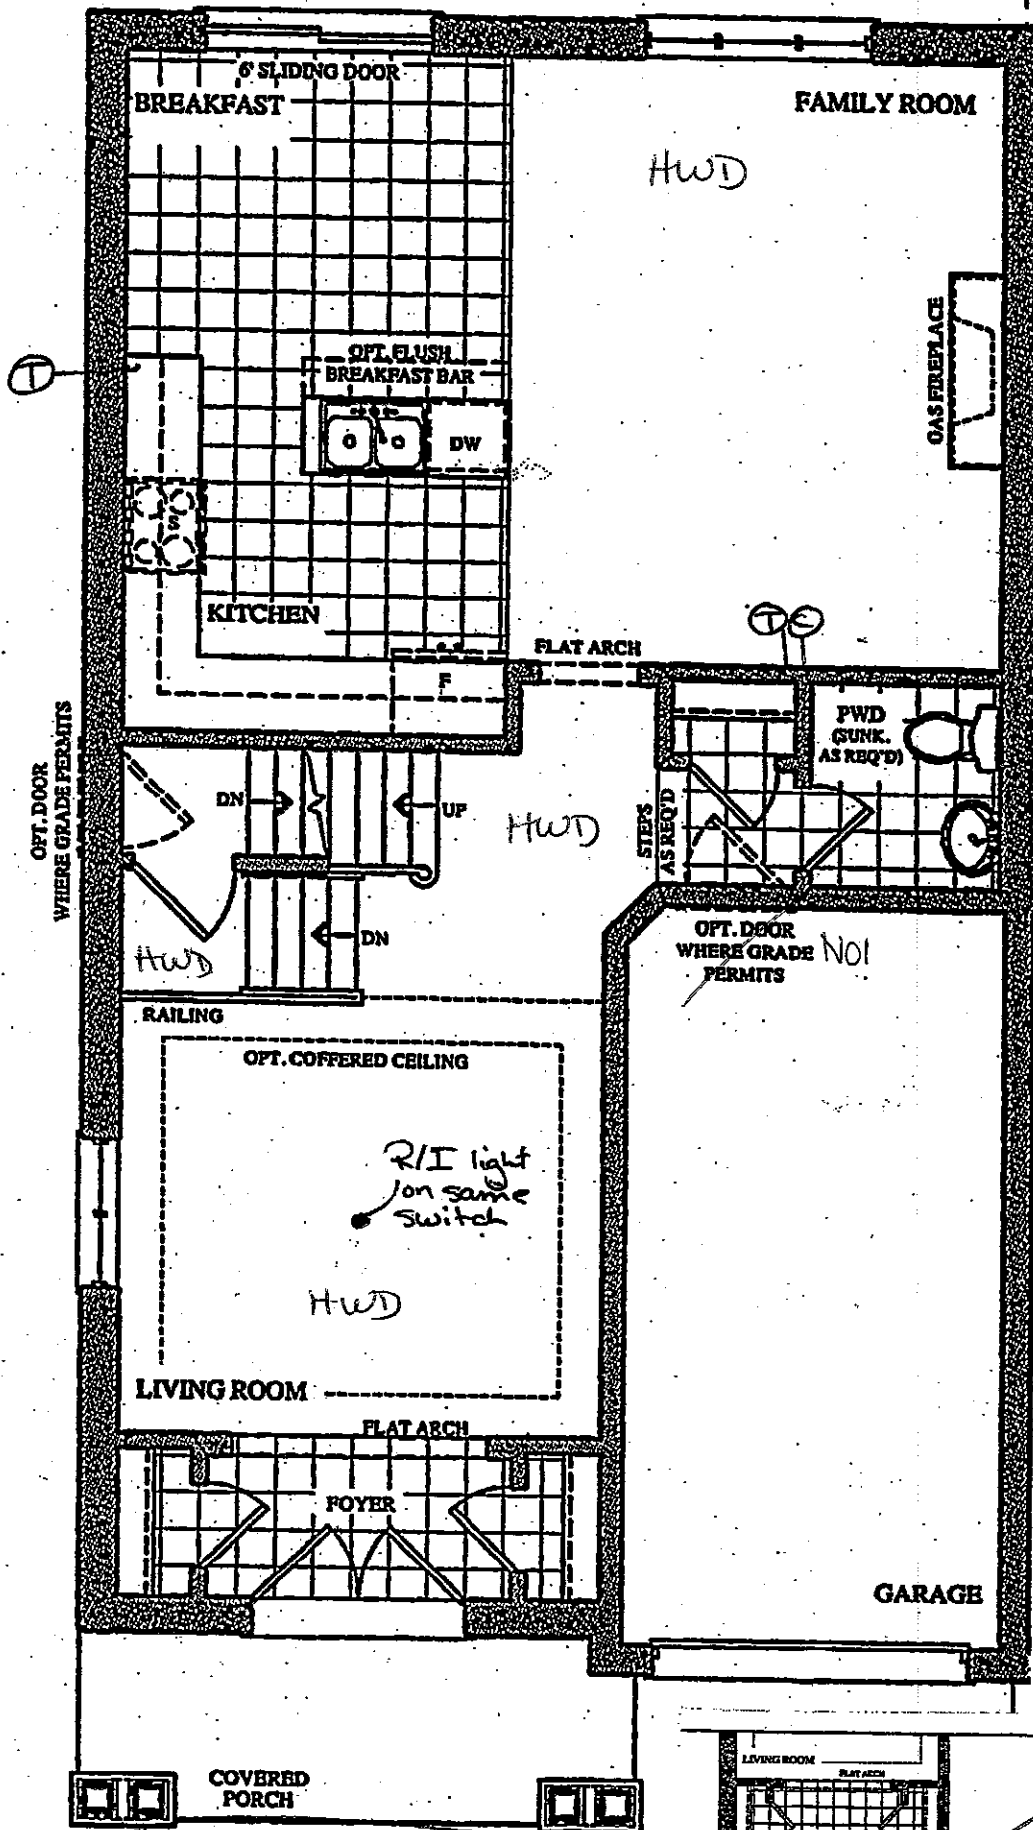 6' SLIDING DOOR
BREAKFAST
FAMILY ROOM
HWD
T
OPT. FLUSH
BREAKFAST BAR
DW
GAS FIREPLACE
S
KITCHEN
T C
FLAT ARCH
F
PWD
(SUNK.
AS REQ'D)
OPT. DOOR
WHERE GRADE PERMITS
DN
UP
HWD
STEPS
AS REQ'D
DN
HWD
OPT. DOOR
WHERE GRADE
PERMITS
RAILING
OPT. COFFERED CEILING
R/I light
on same
switch
HWD
LIVING ROOM
FLAT ARCH
FOYER
GARAGE
COVERED
PORCH
LIVING ROOM
FLAT ARCH